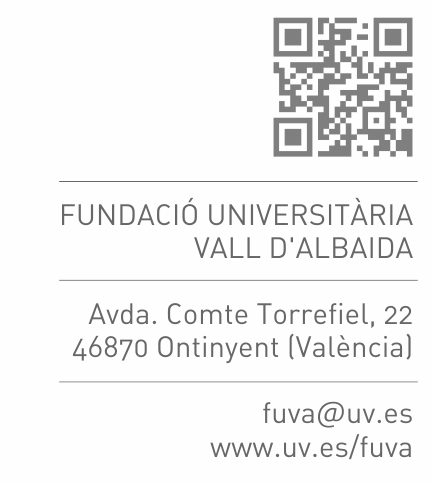 FUNDACIÓ UNIVERSITÀRIA
VALL D'ALBAIDA
Avda. Comte Torrefiel, 22
46870 Ontinyent (València)
fuva@uv.es
www.uv.es/fuva